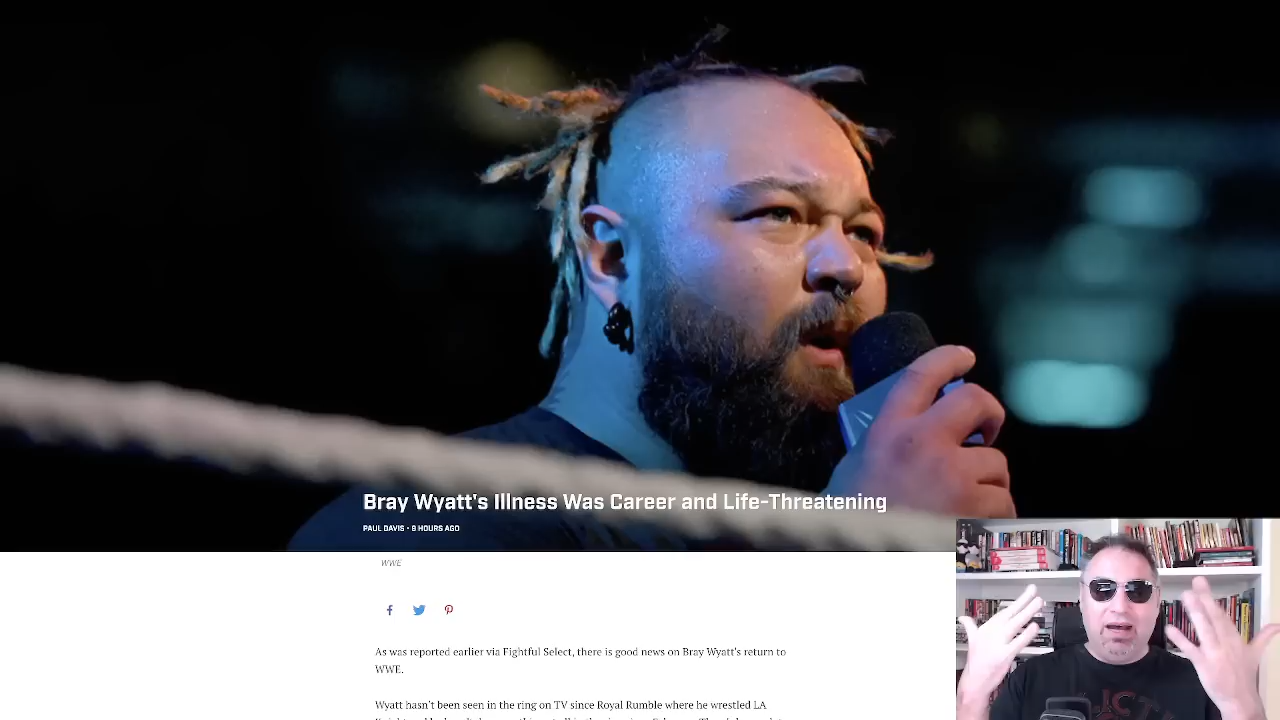 Bray Wyatt's Illness Was Career and Life-Threatening
PAUL DAVIS - 8 HOURS AGO
WWE
As was reported earlier via Fightful Select, there is good news on Bray Wyatt's return to
WWE.
Wyatt hasn't been seen in the ring on TV since Royal Rumble where he wrestled LA